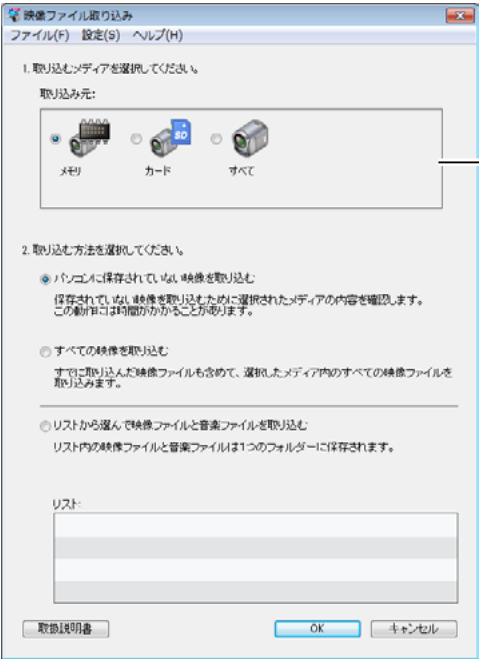 映像ファイル取り込み
ファイル(F) 設定(S) ヘルプ(H)
1. 取り込むメディアを選択してください。
取り込み元:
SD
メモリ カード すべて
2. 取り込む方法を選択してください。
パソコンに保存されていない映像を取り込む
保存されていない映像を取り込むために選択されたメディアの内容を確認します。
この動作には時間がかかることがあります。
すべての映像を取り込む
すでに取り込んだ映像ファイルも含めて、選択したメディア内のすべての映像ファイルを
取り込みます。
リストから選んで映像ファイルと音楽ファイルを取り込む
リスト内の映像ファイルと音楽ファイルは1つのフォルダーに保存されます。
リスト:
取扱説明書 OK キャンセル